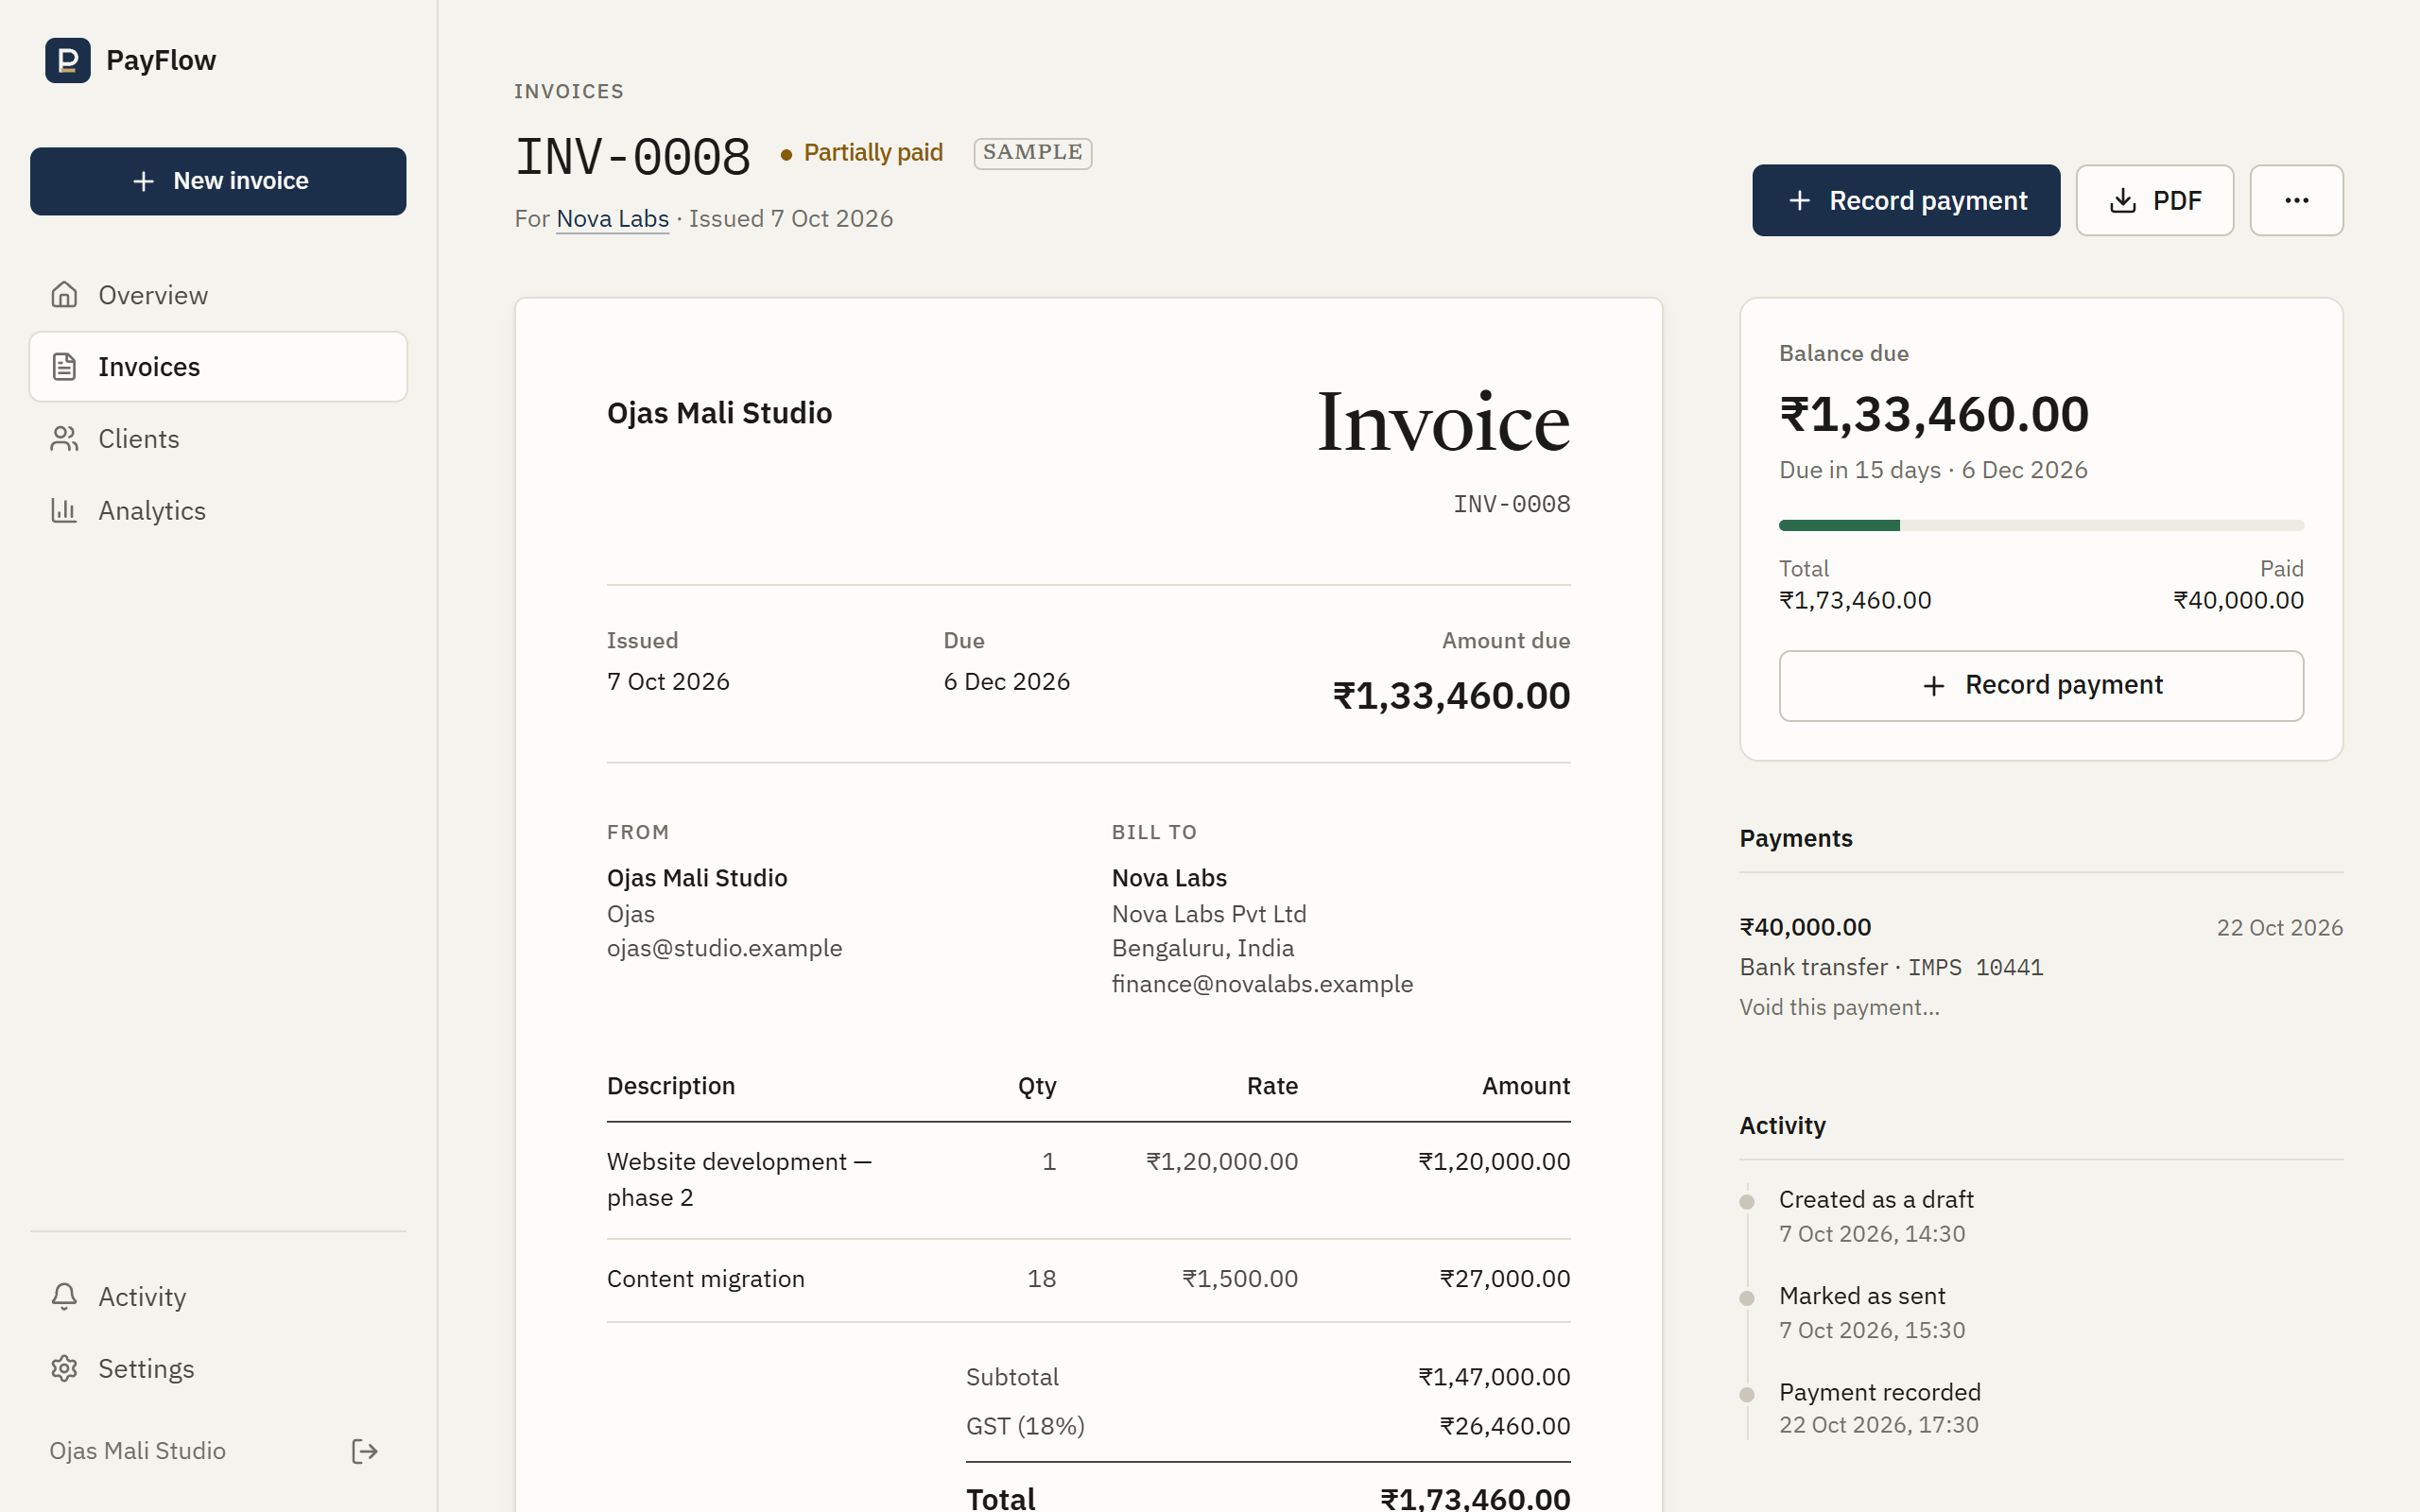 PayFlow
New invoice
Overview
Invoices
Clients
Analytics
Activity
Settings
Ojas Mali Studio
INVOICES
INV-0008
Partially paid
SAMPLE
For Nova Labs · Issued 7 Oct 2026
Record payment
PDF
Ojas Mali Studio
Invoice
INV-0008
Issued Due Amount due
7 Oct 2026 6 Dec 2026 ₹1,33,460.00
FROM
Ojas Mali Studio
Ojas
ojas@studio.example
BILL TO
Nova Labs
Nova Labs Pvt Ltd
Bengaluru, India
finance@novalabs.example
Description Qty Rate Amount
Website development — 1 ₹1,20,000.00 ₹1,20,000.00
phase 2
Content migration 18 ₹1,500.00 ₹27,000.00
Subtotal ₹1,47,000.00
GST (18%) ₹26,460.00
Total ₹1,73,460.00
Balance due
₹1,33,460.00
Due in 15 days · 6 Dec 2026
Total Paid
₹1,73,460.00 ₹40,000.00
Record payment
Payments
₹40,000.00 22 Oct 2026
Bank transfer · IMPS 10441
Void this payment...
Activity
Created as a draft
7 Oct 2026, 14:30
Marked as sent
7 Oct 2026, 15:30
Payment recorded
22 Oct 2026, 17:30